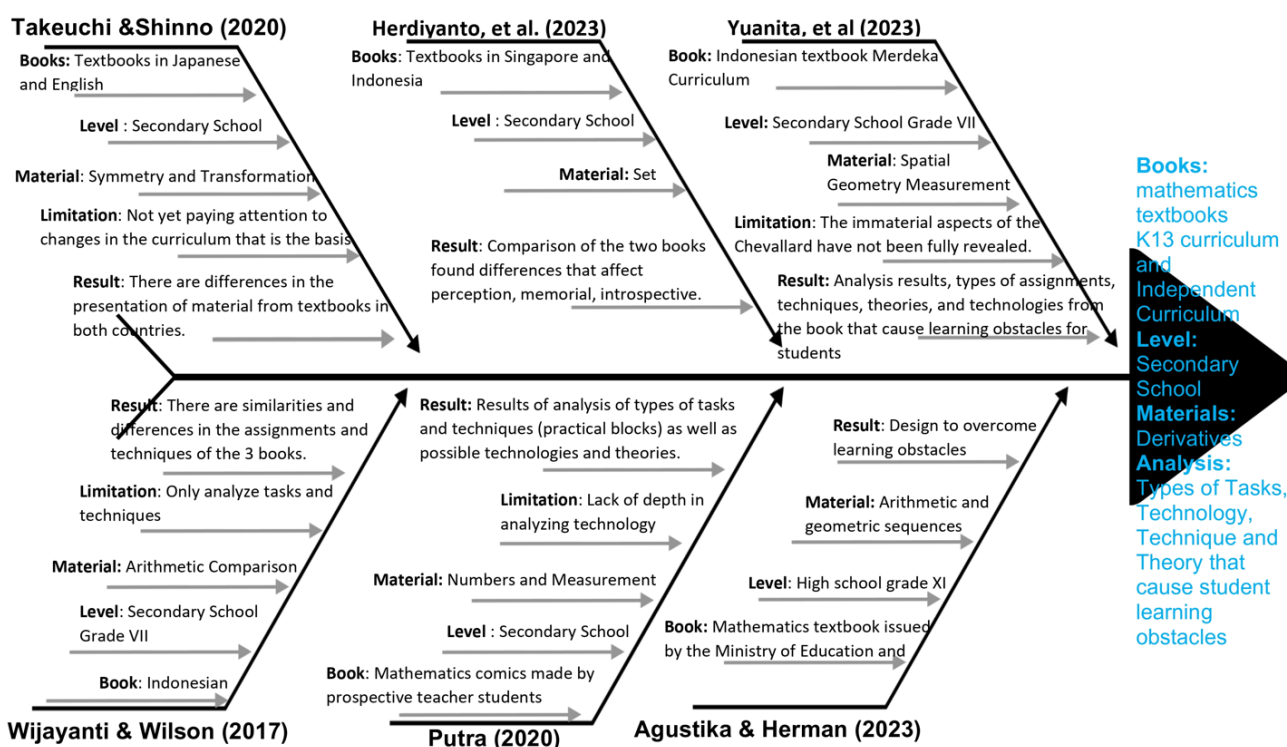 Takeuchi &Shinno (2020)
Books: Textbooks in Japanese
and English
Level : Secondary School
Material: Symmetry and Transformation
Limitation: Not yet paying attention to
changes in the curriculum that is the basis
Result: There are differences in the
presentation of material from textbooks in
both countries.
Herdiyanto, et al. (2023)
Books: Textbooks in Singapore and
Indonesia
Level : Secondary School
Material: Set
Result: Comparison of the two books
found differences that affect
perception, memorial, introspective.
Yuanita, et al (2023)
Book: Indonesian textbook Merdeka
Curriculum
Level: Secondary School Grade VII
Material: Spatial
Geometry Measurement
Limitation: The immaterial aspects of the
Chevallard have not been fully revealed.
Result: Analysis results, types of assignments,
techniques, theories, and technologies from
the book that cause learning obstacles for
students
Result: There are similarities and
differences in the assignments and
techniques of the 3 books.
Limitation: Only analyze tasks and
techniques
Material: Arithmetic Comparison
Level: Secondary School
Grade VII
Book: Indonesian
Wijayanti & Wilson (2017)
Result: Results of analysis of types of tasks
and techniques (practical blocks) as well as
possible technologies and theories.
Limitation: Lack of depth in
analyzing technology
Material: Numbers and Measurement
Level : Secondary School
Book: Mathematics comics made by
prospective teacher students
Putra (2020)
Result: Design to overcome
learning obstacles
Material: Arithmetic and
geometric sequences
Level: High school grade XI
Book: Mathematics textbook issued
by the Ministry of Education and
Agustika & Herman (2023)
Books:
mathematics
textbooks
K13 curriculum
and
Independent
Curriculum
Level:
Secondary
School
Materials:
Derivatives
Analysis:
Types of Tasks,
Technology,
Technique and
Theory that
cause student
learning
obstacles